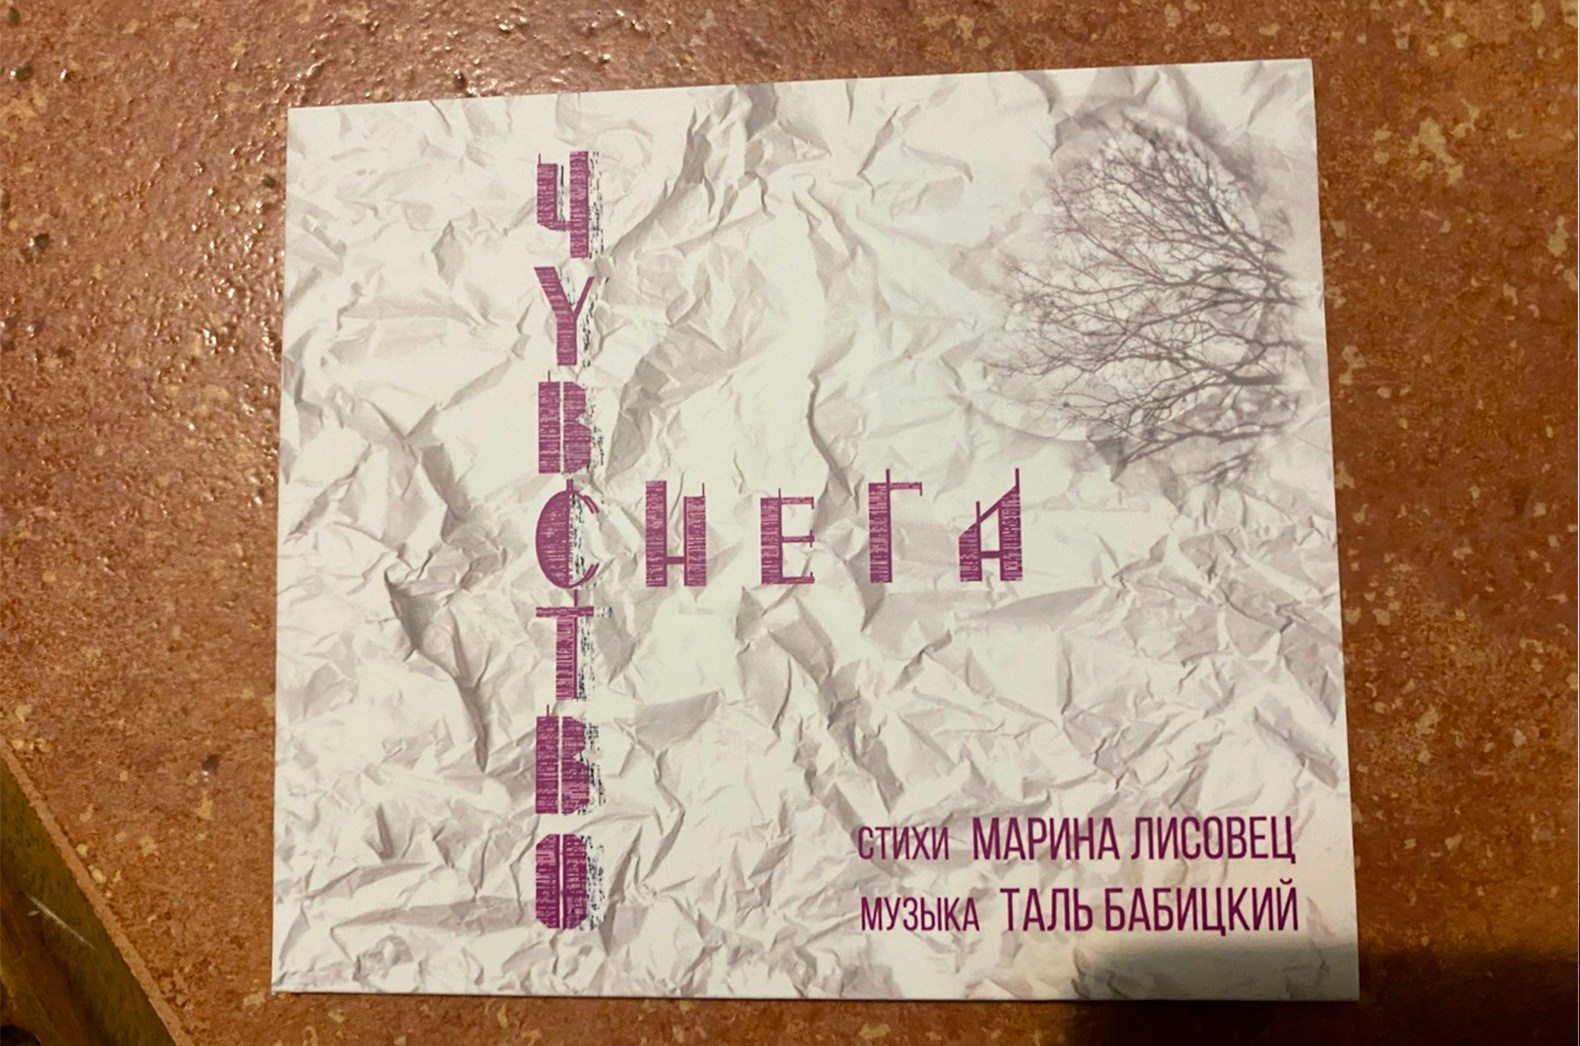 ЧУВСТВО
СНЕГА
СТИХИ МАРИНА ЛИСОВЕЦ
МУЗЫКА ТАЛЬ БАБИЦКИЙ